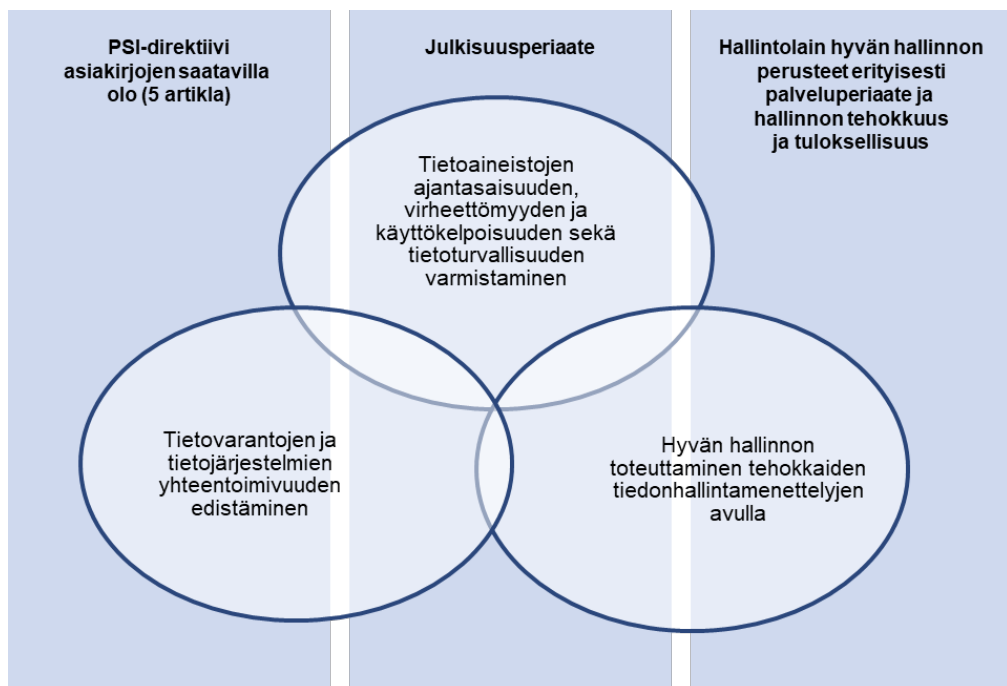 PSI-direktiivi
asiakirjojen saatavilla
olo (5 artikla)
Julkisuusperiaate
Hallintolain hyvän hallinnon
perusteet erityisesti
palveluperiaate ja
hallinnon tehokkuus
ja tuloksellisuus
Tietoaineistojen
ajantasaisuuden,
virheettömyyden ja
käyttökelpoisuuden sekä
tietoturvallisuuden
varmistaminen
Tietovarantojen ja
tietojärjestelmien
yhteentoimivuuden
edistäminen
Hyvän hallinnon
toteuttaminen tehokkaiden
tiedonhallintamenettelyjen
avulla